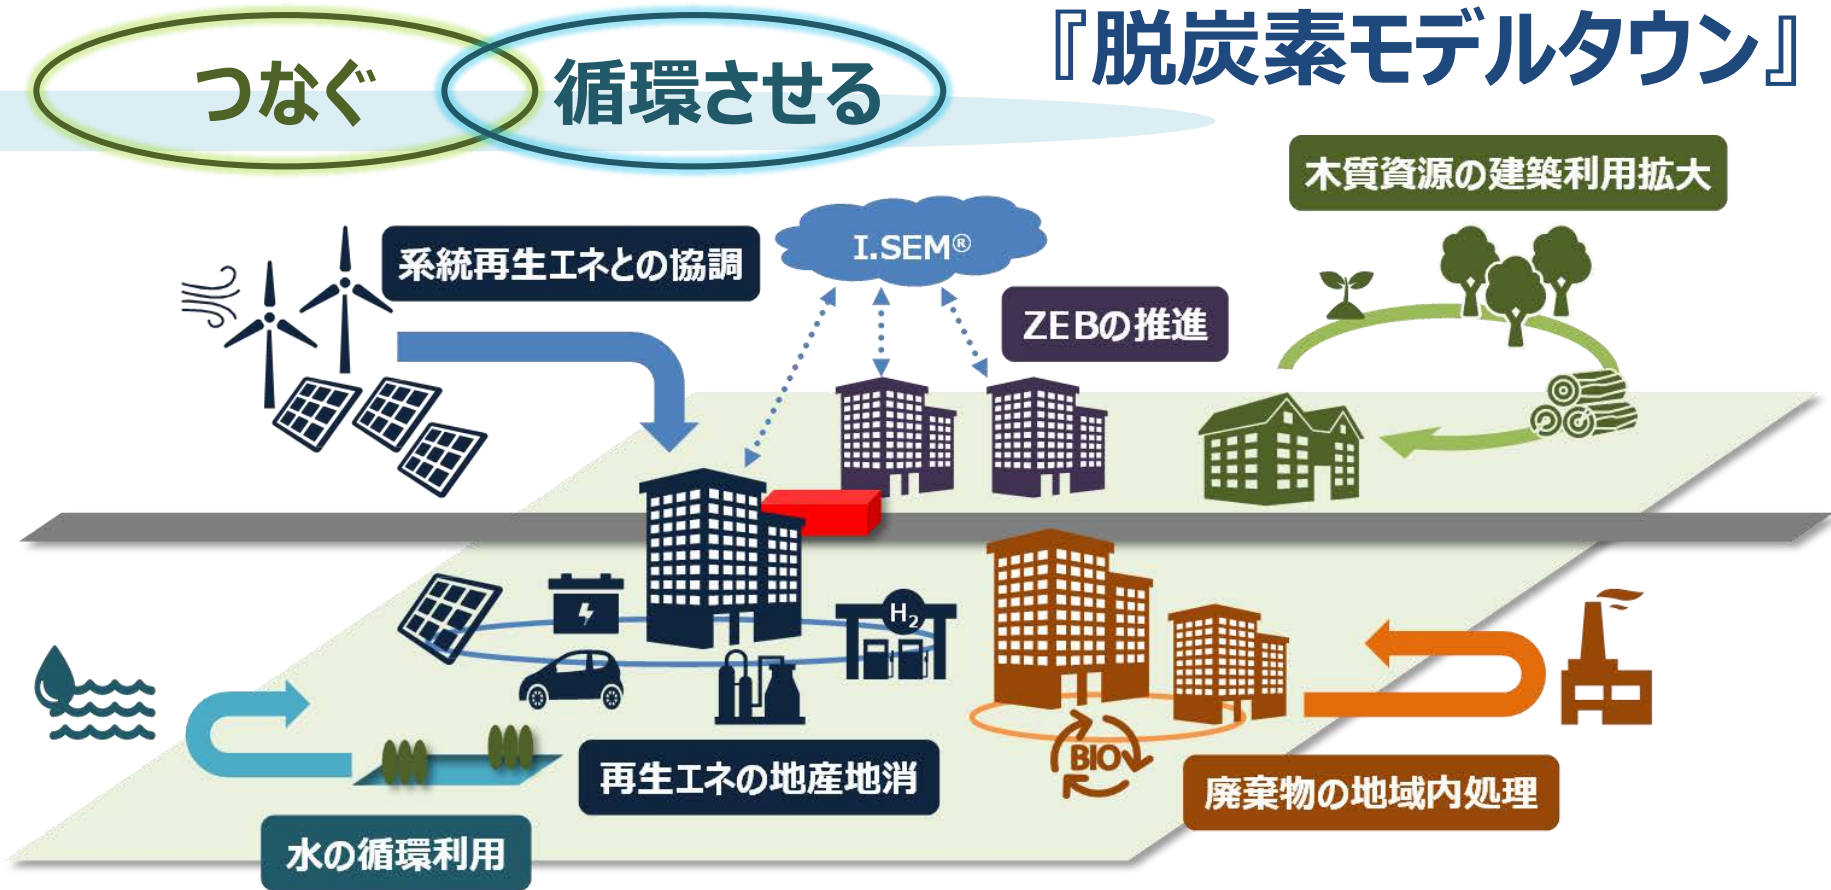 つなぐ
循環させる
『脱炭素モデルタウン』
木質資源の建築利用拡大
系統再生エネとの協調
I.SEM®
ZEBの推進
H₂
BIO
再生エネの地産地消
廃棄物の地域内処理
水の循環利用